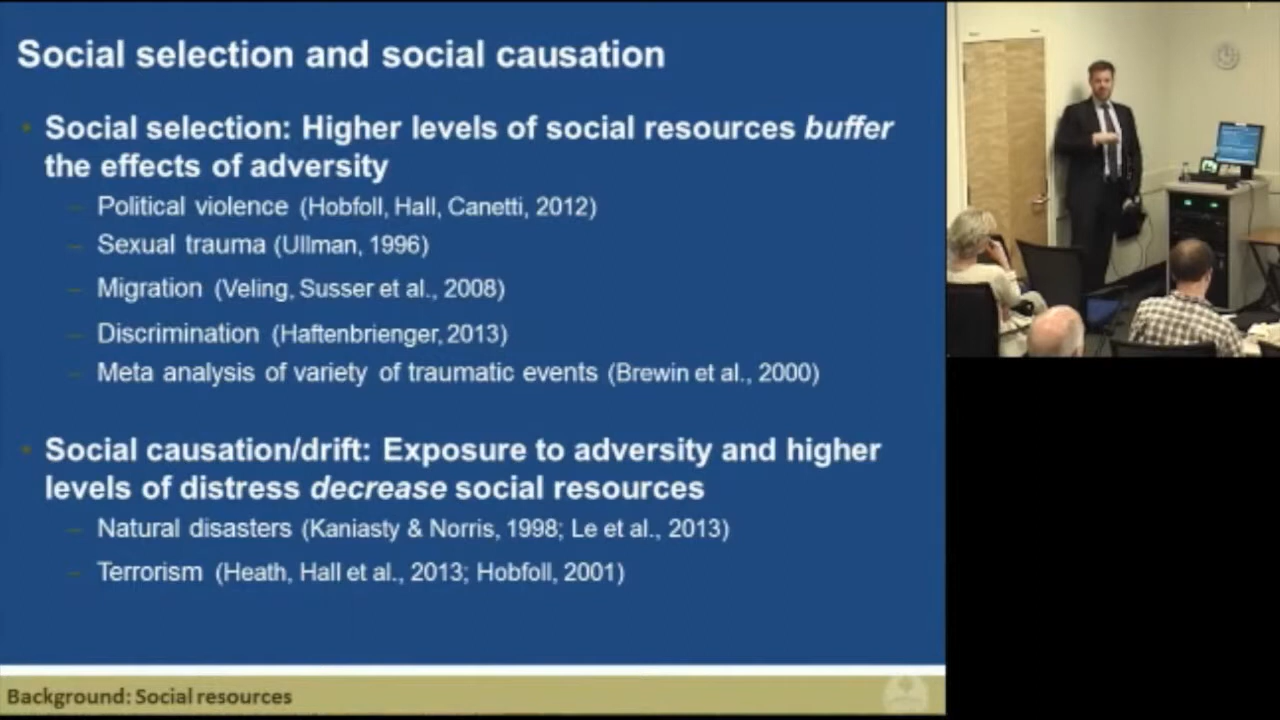 Social selection and social causation
Social selection: Higher levels of social resources buffer
the effects of adversity
Political violence (Hobfoll, Hall, Canetti, 2012)
Sexual trauma (Ullman, 1996)
Migration (Veling, Susser et al., 2008)
Discrimination (Haftenbrienger, 2013)
Meta analysis of variety of traumatic events (Brewin et al., 2000)
Social causation/drift: Exposure to adversity and higher
levels of distress decrease social resources
Natural disasters (Kaniasty & Norris, 1998; Le et al., 2013)
Terrorism (Heath, Hall et al., 2013; Hobfoll, 2001)
Background: Social resources